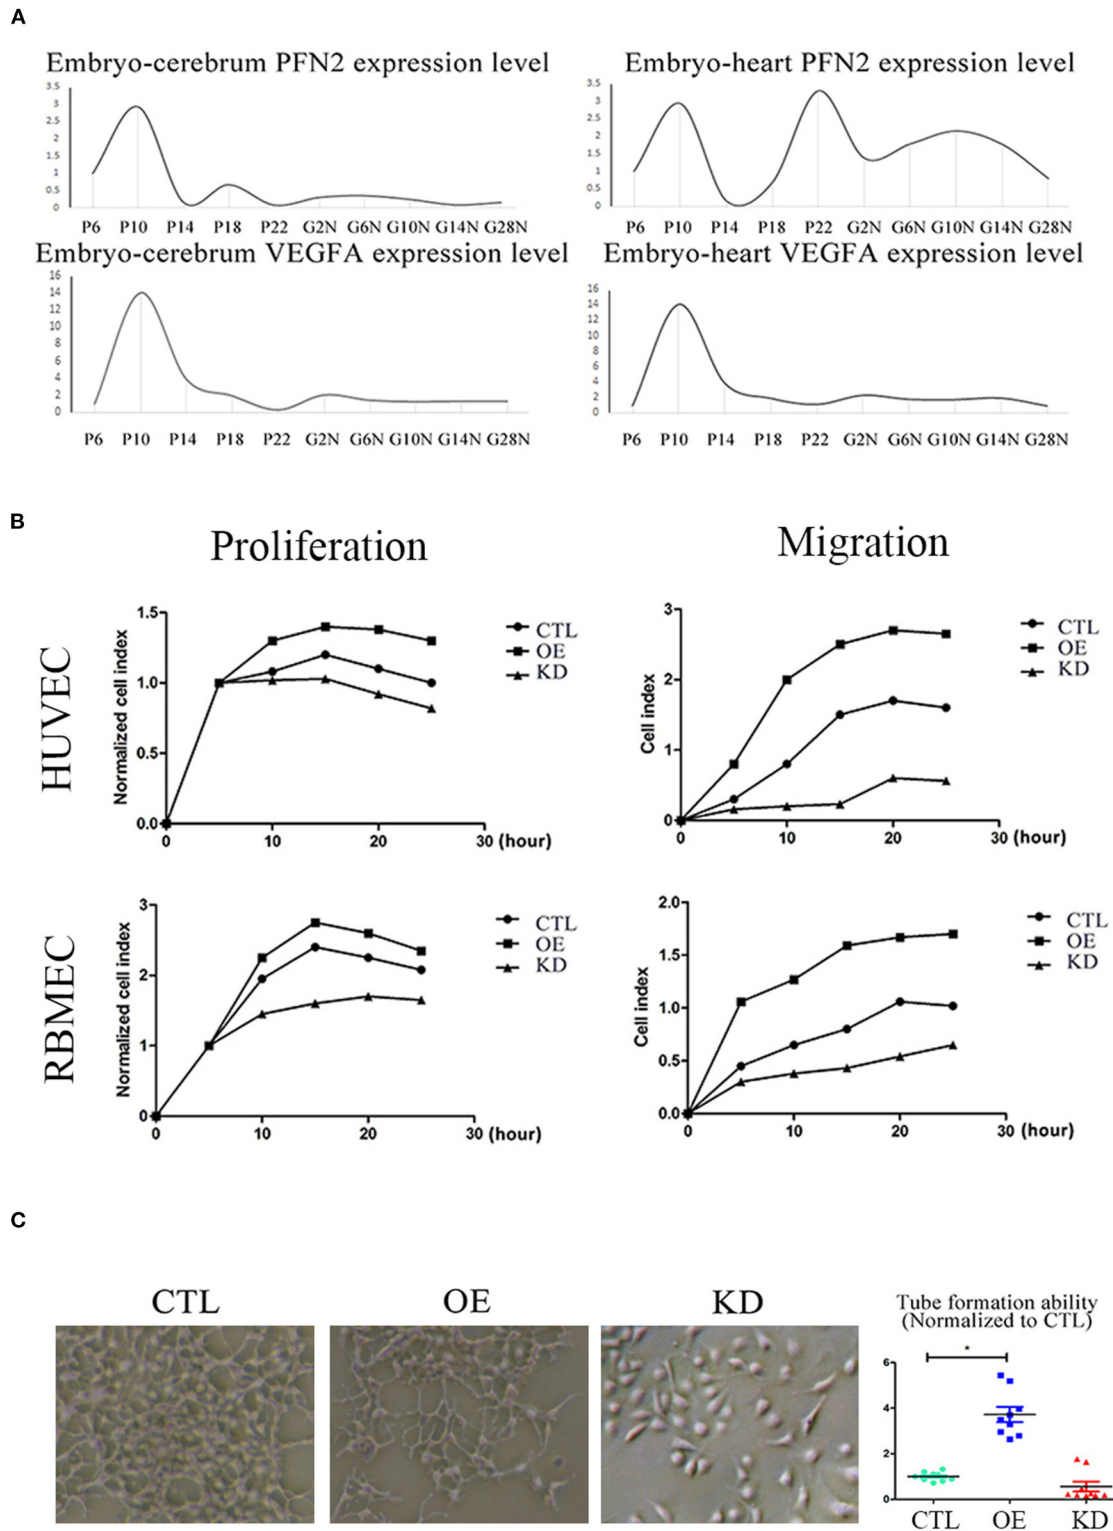 A
Embryo-cerebrum PFN2 expression level
3.5
3
2.5
2
1.5
1
0.5
0
P6 P10 P14 P18 P22 G2N G6N G10N G14N G28N
Embryo-heart PFN2 expression level
3.5
3
2.5
2
1.5
1
0.5
0
P6 P10 P14 P18 P22 G2N G6N G10N G14N G28N
Embryo-cerebrum VEGFA expression level
16
14
12
10
8
6
4
2
0
P6 P10 P14 P18 P22 G2N G6N G10N G14N G28N
Embryo-heart VEGFA expression level
16
14
12
10
8
6
4
2
0
P6 P10 P14 P18 P22 G2N G6N G10N G14N G28N
B
Proliferation
Migration
HUVEC
Normalized cell index
1.5
1.0
0.5
0.0
0 10 20 30 (hour)
CTL
OE
KD
Cell index
3
2
1
0
0 10 20 30 (hour)
CTL
OE
KD
RBMEC
Normalized cell index
3
2
1
0
0 10 20 30 (hour)
CTL
OE
KD
Cell index
2.0
1.5
1.0
0.5
0.0
0 10 20 30 (hour)
CTL
OE
KD
C
CTL
OE
KD
Tube formation ability
(Normalized to CTL)
*
6
4
2
0
CTL OE KD